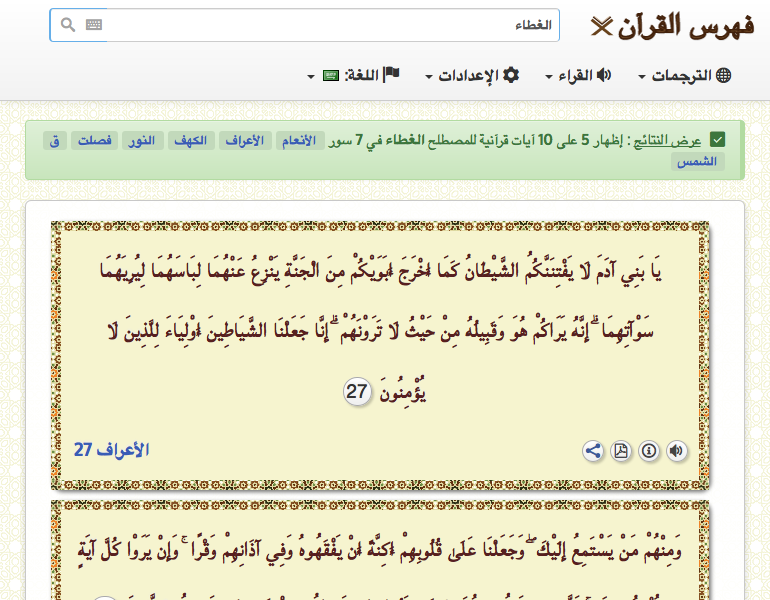 فهرس القرآن
الغطاء
الترجمات القراء الإعدادات اللغة:
عرض النتائج : إظهار 5 على 10 آيات قرآنية للمصطلح الغطاء في 7 سور الأنعام الأعراف الكهف النور فصلت ق
الشمس
يَا بَنِي آدَمَ لَا يَفْتِنَنَّكُمُ الشَّيْطَانُ كَمَا أَخْرَجَ أَبَوَيْكُمْ مِنَ الْجَنَّةِ يَنْزِعُ عَنْهُمَا لِبَاسَهُمَا لِيُرِيَهُمَا
سَوْآتِهِمَا ۗ إِنَّهُ يَرَاكُمْ هُوَ وَقَبِيلُهُ مِنْ حَيْثُ لَا تَرَوْنَهُمْ ۗ إِنَّا جَعَلْنَا الشَّيَاطِينَ أَوْلِيَاءَ لِلَّذِينَ لَا
يُؤْمِنُونَ 27
الأعراف 27
وَمِنْهُمْ مَنْ يَسْتَمِعُ إِلَيْكَ ۖ وَجَعَلْنَا عَلَىٰ قُلُوبِهِمْ أَكِنَّةً أَنْ يَفْقَهُوهُ وَفِي آذَانِهِمْ وَقْرًا ۚ وَإِنْ يَرَوْا كُلَّ آيَةٍ